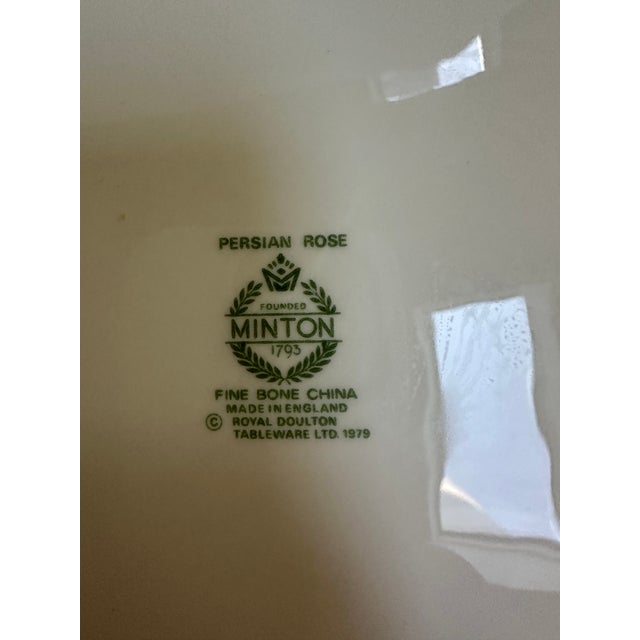 PERSIAN ROSE
FOUNDED
MINTON
1793
FINE BONE CHINA
MADE IN ENGLAND
© ROYAL DOULTON
TABLEWARE LTD. 1979